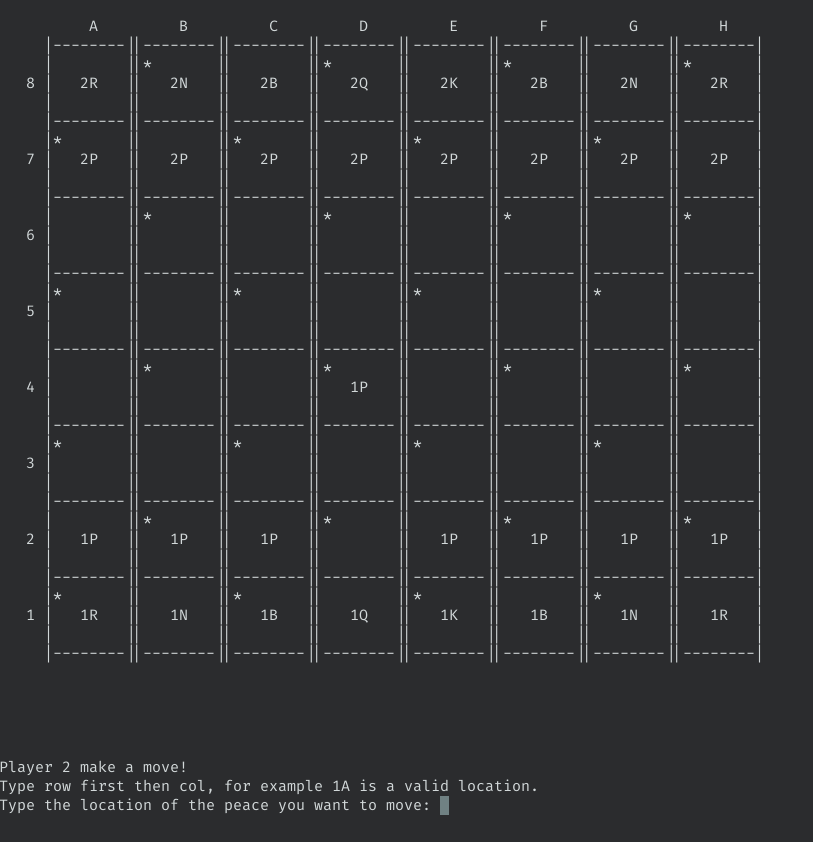 A B C D E F G H
|--------||--------||--------||--------||--------||--------||--------||--------|
| ||* || ||* || ||* || ||* |
8 | 2R || 2N || 2B || 2Q || 2K || 2B || 2N || 2R |
| || || || || || || || |
|--------||--------||--------||--------||--------||--------||--------||--------|
|* || ||* || ||* || ||* || |
7 | 2P || 2P || 2P || 2P || 2P || 2P || 2P || 2P |
| || || || || || || || |
|--------||--------||--------||--------||--------||--------||--------||--------|
| ||* || ||* || ||* || ||* |
6 | || || || || || || || |
| || || || || || || || |
|--------||--------||--------||--------||--------||--------||--------||--------|
|* || ||* || ||* || ||* || |
5 | || || || || || || || |
| || || || || || || || |
|--------||--------||--------||--------||--------||--------||--------||--------|
| ||* || ||* || ||* || ||* |
4 | || || || 1P || || || || |
| || || || || || || || |
|--------||--------||--------||--------||--------||--------||--------||--------|
|* || ||* || ||* || ||* || |
3 | || || || || || || || |
| || || || || || || || |
|--------||--------||--------||--------||--------||--------||--------||--------|
| ||* || ||* || ||* || ||* |
2 | 1P || 1P || 1P || || 1P || 1P || 1P || 1P |
| || || || || || || || |
|--------||--------||--------||--------||--------||--------||--------||--------|
|* || ||* || ||* || ||* || |
1 | 1R || 1N || 1B || 1Q || 1K || 1B || 1N || 1R |
| || || || || || || || |
|--------||--------||--------||--------||--------||--------||--------||--------|
Player 2 make a move!
Type row first then col, for example 1A is a valid location.
Type the location of the peace you want to move: